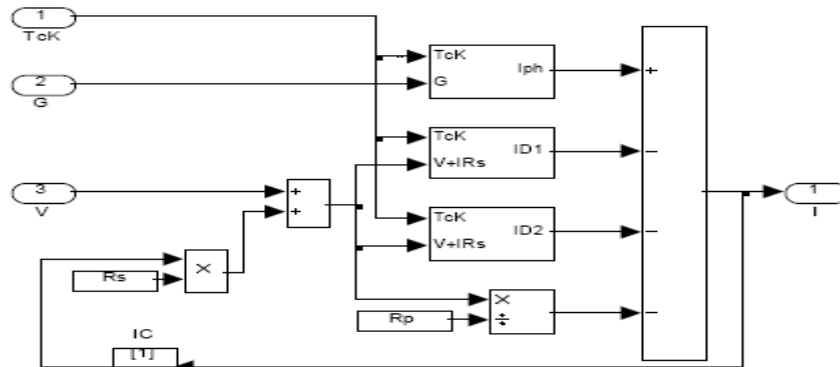 1
TcK
2
G
3
V
TcK
G
Iph
TcK
V+IRs
ID1
TcK
V+IRs
ID2
+
+
×
Rs
Rp
×
÷
+
−
−
−
1
I
IC
[1]